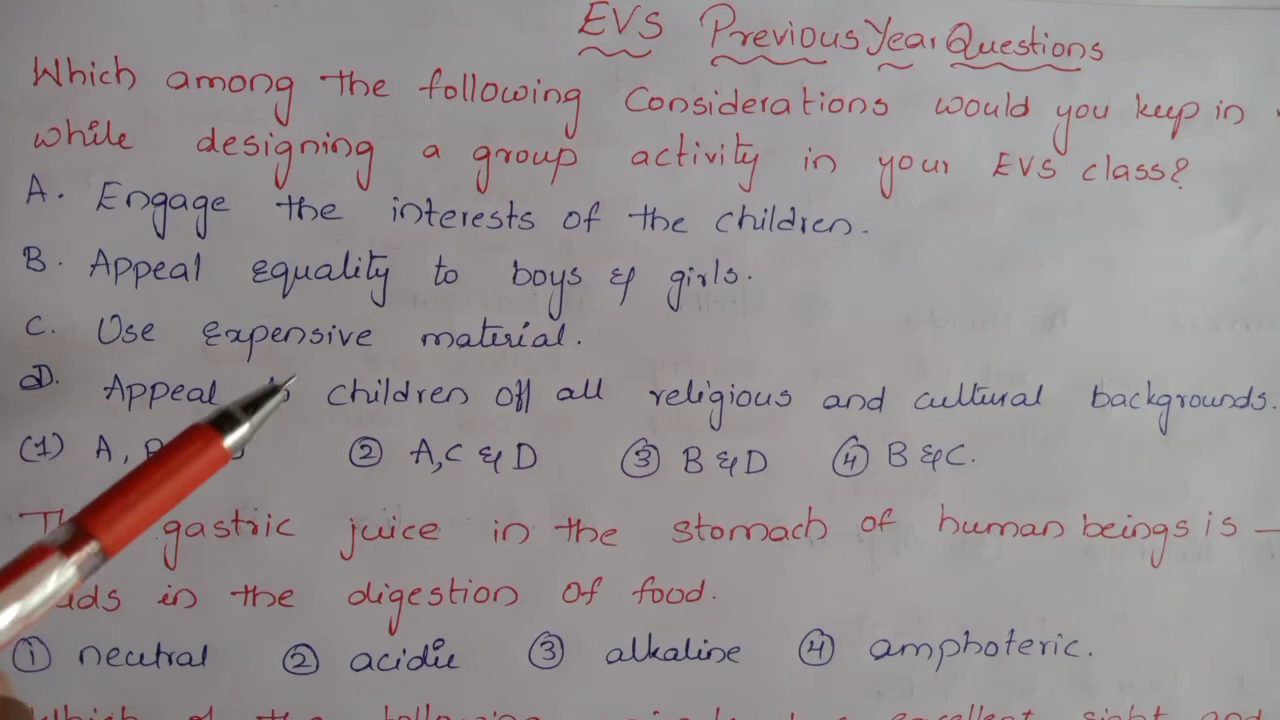 EVS Previous Year Questions
Which among the following Considerations would you keep in
while designing a group activity in your EVS class?
A. Engage the interests of the children.
B. Appeal equality to boys & girls.
C. Use expensive material.
D. Appeal children off all religious and cultural backgrounds.
(1) A, ② A,C & D ③ B & D ④ B & C.
gastric juice in the stomach of human beings is —
in the digestion of food.
① neutral ② acidic ③ alkaline ④ amphoteric.
of the following